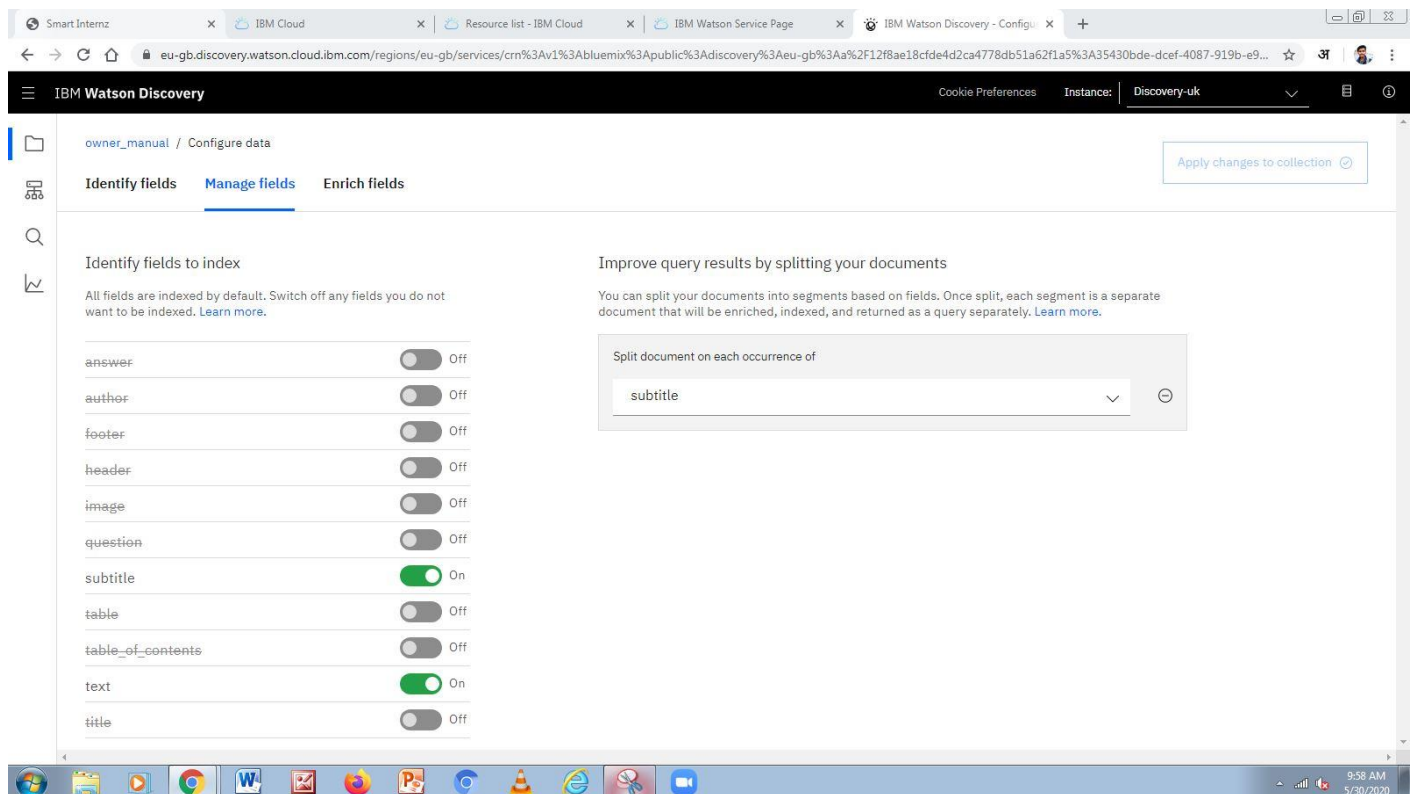 Smart Internz
IBM Cloud
Resource list - IBM Cloud
IBM Watson Service Page
IBM Watson Discovery - Configu
eu-gb.discovery.watson.cloud.ibm.com/regions/eu-gb/services/crn%3Av1%3Abluemix%3Apublic%3Adiscovery%3Aeu-gb%3Aa%2F12f8ae18cfde4d2ca4778db51a62f1a5%3A35430bde-dcef-4087-919b-e9...
अ
IBM Watson Discovery
Cookie Preferences
Instance:
Discovery-uk
owner_manual / Configure data
Apply changes to collection
Identify fields
Manage fields
Enrich fields
Identify fields to index
All fields are indexed by default. Switch off any fields you do not
want to be indexed. Learn more.
answer Off
author Off
footer Off
header Off
image Off
question Off
subtitle On
table Off
table_of_contents Off
text On
title Off
Improve query results by splitting your documents
You can split your documents into segments based on fields. Once split, each segment is a separate
document that will be enriched, indexed, and returned as a query separately. Learn more.
Split document on each occurrence of
subtitle
9:58 AM
5/30/2020